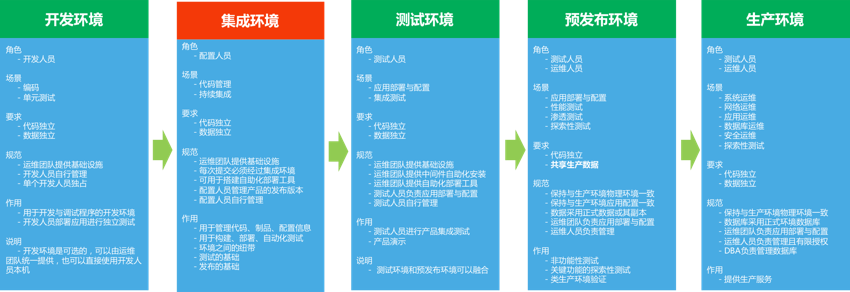 开发环境
角色
- 开发人员
场景
- 编码
- 单元测试
要求
- 代码独立
- 数据独立
规范
- 运维团队提供基础设施
- 开发人员自行管理
- 单个开发人员独占
作用
- 用于开发与调试程序的开发环境
- 开发人员部署应用进行独立测试
说明
- 开发环境是可选的，可以由运维
团队统一提供，也可以直接使用开发人
员本机
集成环境
角色
- 配置人员
场景
- 代码管理
- 持续集成
要求
- 代码独立
- 数据独立
规范
- 运维团队提供基础设施
- 每次提交必须经过集成环境
- 可用于搭建自动化部署工具
- 配置人员管理产品的发布版本
- 配置人员自行管理
作用
- 用于管理代码、制品、配置信息
- 用于构建、部署、自动化测试
- 环境之间的纽带
- 测试的基础
- 发布的基础
测试环境
角色
- 测试人员
场景
- 应用部署与配置
- 集成测试
要求
- 代码独立
- 数据独立
规范
- 运维团队提供基础设施
- 运维团队提供中间件自动化安装
- 运维团队提供自动化部署工具
- 测试人员负责应用部署与配置
- 测试人员自行管理
作用
- 测试人员进行产品集成测试
- 产品演示
说明
- 测试环境和预发布环境可以融合
预发布环境
角色
- 测试人员
- 运维人员
场景
- 应用部署与配置
- 性能测试
- 渗透测试
- 探索性测试
要求
- 代码独立
- 共享生产数据
规范
- 保持与生产环境物理环境一致
- 保持与生产环境应用配置一致
- 数据采用正式数据或其副本
- 运维团队负责应用部署与配置
- 运维人员负责管理
作用
- 非功能性测试
- 关键功能的探索性测试
- 类生产环境验证
生产环境
角色
- 测试人员
- 运维人员
场景
- 系统运维
- 网络运维
- 应用运维
- 数据库运维
- 安全运维
- 探索性测试
要求
- 代码独立
- 数据独立
规范
- 保持与生产环境物理环境一致
- 数据库采用正式环境数据库
- 运维团队负责应用部署与配置
- 运维人员负责管理且有限授权
- DBA负责管理数据库
作用
- 提供生产服务